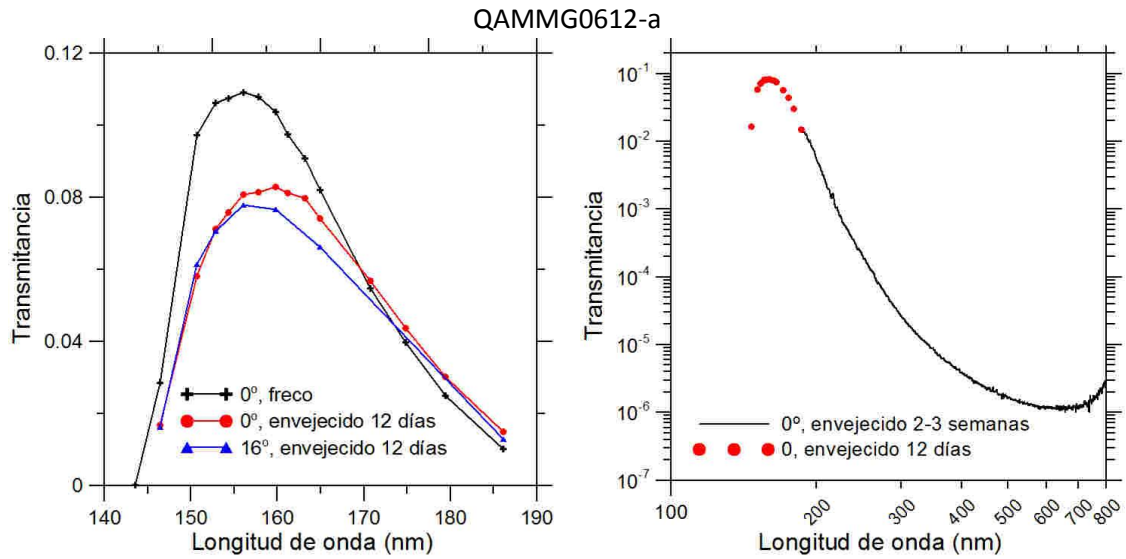 QAMMG0612-a
0.12
0.08
0.04
0
Transmitancia
0º, freco
0º, envejecido 12 días
16º, envejecido 12 días
140 150 160 170 180 190
Longitud de onda (nm)
10-1
10-2
10-3
10-4
10-5
10-6
10-7
Transmitancia
0º, envejecido 2-3 semanas
0, envejecido 12 días
100 200 300 400 500 600 700 800
Longitud de onda (nm)